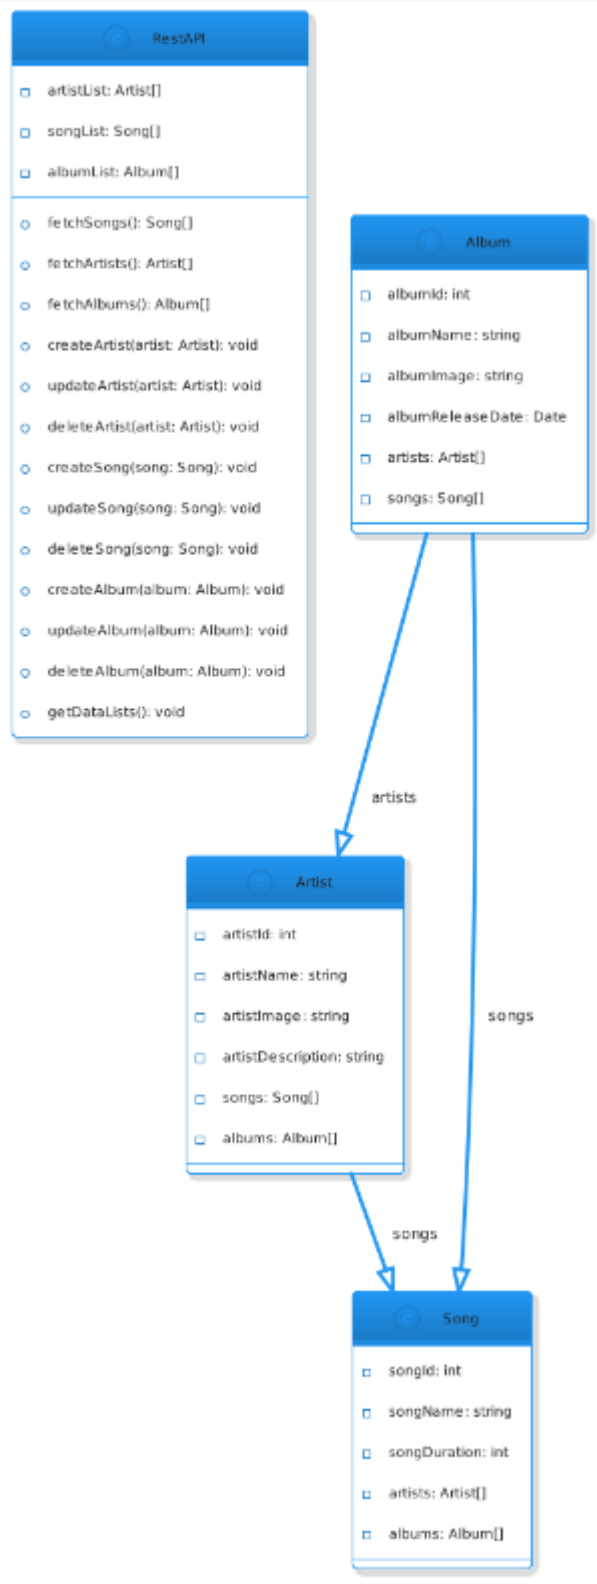 RestAPI
artistList: Artist[]
songList: Song[]
albumList: Album[]
fetchSongs(): Song[]
fetchArtists(): Artist[]
fetchAlbums(): Album[]
createArtist(artist: Artist): void
updateArtist(artist: Artist): void
deleteArtist(artist: Artist): void
createSong(song: Song): void
updateSong(song: Song): void
deleteSong(song: Song): void
createAlbum(album: Album): void
updateAlbum(album: Album): void
deleteAlbum(album: Album): void
getDataLists(): void
Album
albumId: int
albumName: string
albumImage: string
albumReleaseDate: Date
artists: Artist[]
songs: Song[]
artists
songs
Artist
artistId: int
artistName: string
artistImage: string
artistDescription: string
songs: Song[]
albums: Album[]
songs
Song
songId: int
songName: string
songDuration: int
artists: Artist[]
albums: Album[]